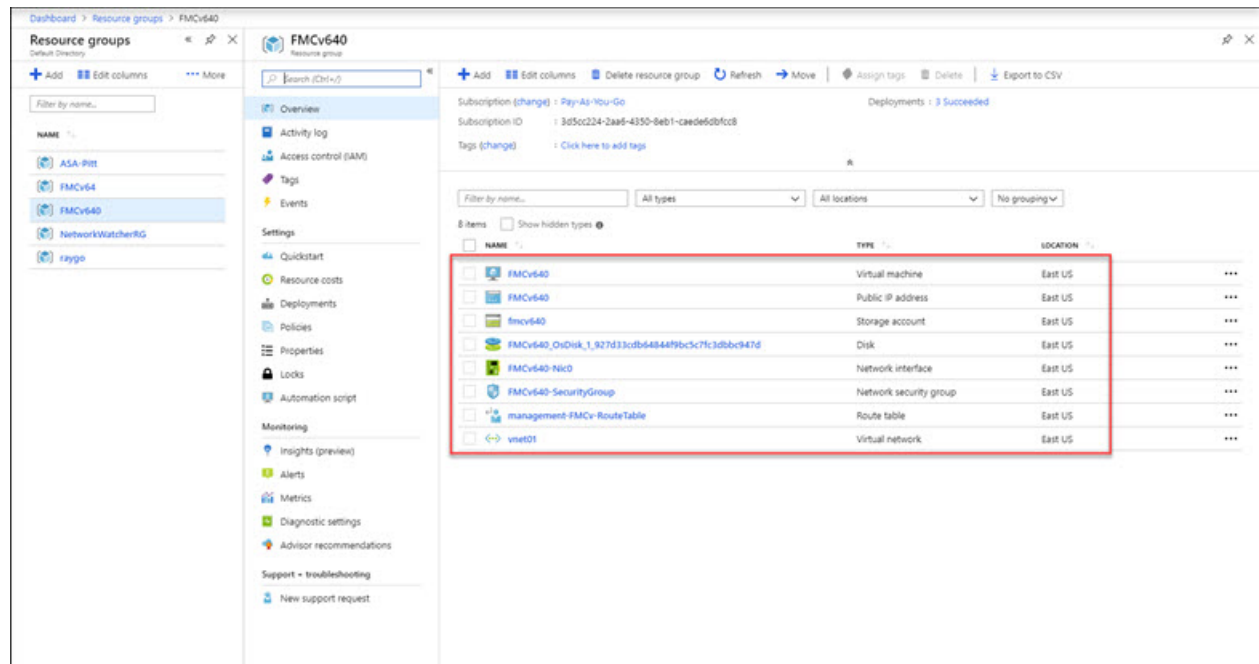 Dashboard > Resource groups > FMCv640
Resource groups
Default Directory
Add Edit columns ••• More
Filter by name...
NAME
ASA-Pitt
FMCv64
FMCv640
NetworkWatcherRG
raygo
FMCv640
Resource group
Search (Ctrl+/)
Overview
Activity log
Access control (IAM)
Tags
Events
Settings
Quickstart
Resource costs
Deployments
Policies
Properties
Locks
Automation script
Monitoring
Insights (preview)
Alerts
Metrics
Diagnostic settings
Advisor recommendations
Support + troubleshooting
New support request
Add Edit columns Delete resource group Refresh Move Assign tags Delete Export to CSV
Subscription (change) : Pay-As-You-Go Deployments : 3 Succeeded
Subscription ID : 3d5cc224-2aa6-4350-8eb1-caede6dbfcc8
Tags (change) : Click here to add tags
Filter by name... All types All locations No grouping
8 items Show hidden types
NAME TYPE LOCATION
FMCv640 Virtual machine East US •••
FMCv640 Public IP address East US •••
fmcv640 Storage account East US •••
FMCv640_OsDisk_1_927d33cdb64844f9bc5c7fc3dbbc947d Disk East US •••
FMCv640-Nic0 Network interface East US •••
FMCv640-SecurityGroup Network security group East US •••
management-FMCv-RouteTable Route table East US •••
vnet01 Virtual network East US •••